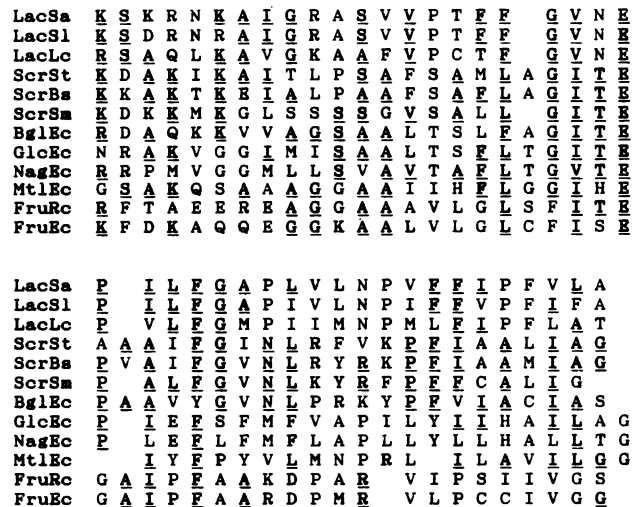 LacSa K S K R N K A I G R A S V V P T F F G V N E
LacSl K S D R N R A I G R A S V V P T F F G V N E
LacLc R S A Q L K A V G K A A F V P C T F G V N E
ScrSt K D A K I K A I T L P S A F S A M L A G I T E
ScrBs K K A K T K E I A L P A A F S A F L A G I T E
ScrSm K D K K M K G L S S S S G V S A L L G I T E
BglEc R D A Q K K V V A G S A A L T S L F A G I T E
GlcEc N R A K V G G I M I S A A L T S F L T G I T E
NagEc R R P M V G G M L L S V A V T A F L T G V T E
MtlEc G S A K Q S A A A G G A A I I H F L G G I H E
FruRc R F T A E E R E A G G A A A V L G L S F I T E
FruEc K F D K A Q Q E G G K A A L V L G L C F I S E
LacSa P I L F G A P L V L N P V F F I P F V L A
LacSl P I L F G A P I V L N P I F F V P F I F A
LacLc P V L F G M P I I M N P M L F I P F L A T
ScrSt A A A I F G I N L R F V K P F I A A L I A G
ScrBs P V A I F G V N L R Y R K P F I A A M I A G
ScrSm P A L F G V N L K Y R F P F F C A L I G
BglEc P A A V Y G V N L P R K Y P F V I A C I A S
GlcEc P I E F S F M F V A P I L Y I I H A I L A G
NagEc P L E F L F M F L A P L L Y L L H A L L T G
MtlEc I Y F P Y V L M N P R L I L A V I L G G
FruRc G A I P F A A K D P A R V I P S I I V G S
FruEc G A I P F A A R D P M R V L P C C I V G G